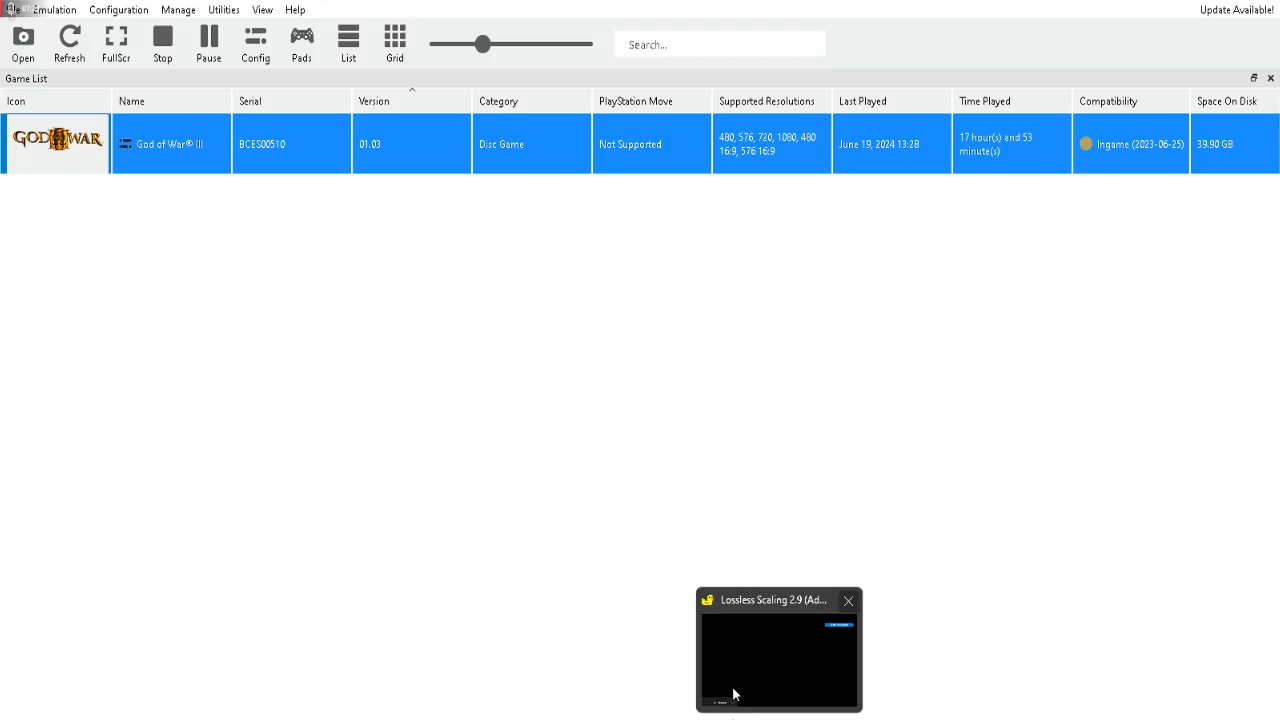 Emulation Configuration Manage Utilities View Help Update Available!
Open Refresh FullScr Stop Pause Config Pads List Grid Search...
Game List
Icon Name Serial Version Category PlayStation Move Supported Resolutions Last Played Time Played Compatibility Space On Disk
GOD OF WAR God of War® III BCES00510 01.03 Disc Game Not Supported 480, 576, 720, 1080, 480 June 19, 2024 13:28 17 hour(s) and 53 Ingame (2023-06-25) 39.90 GB
16:9, 576 16:9 minute(s)
Lossless Scaling 2.9 (Ad...